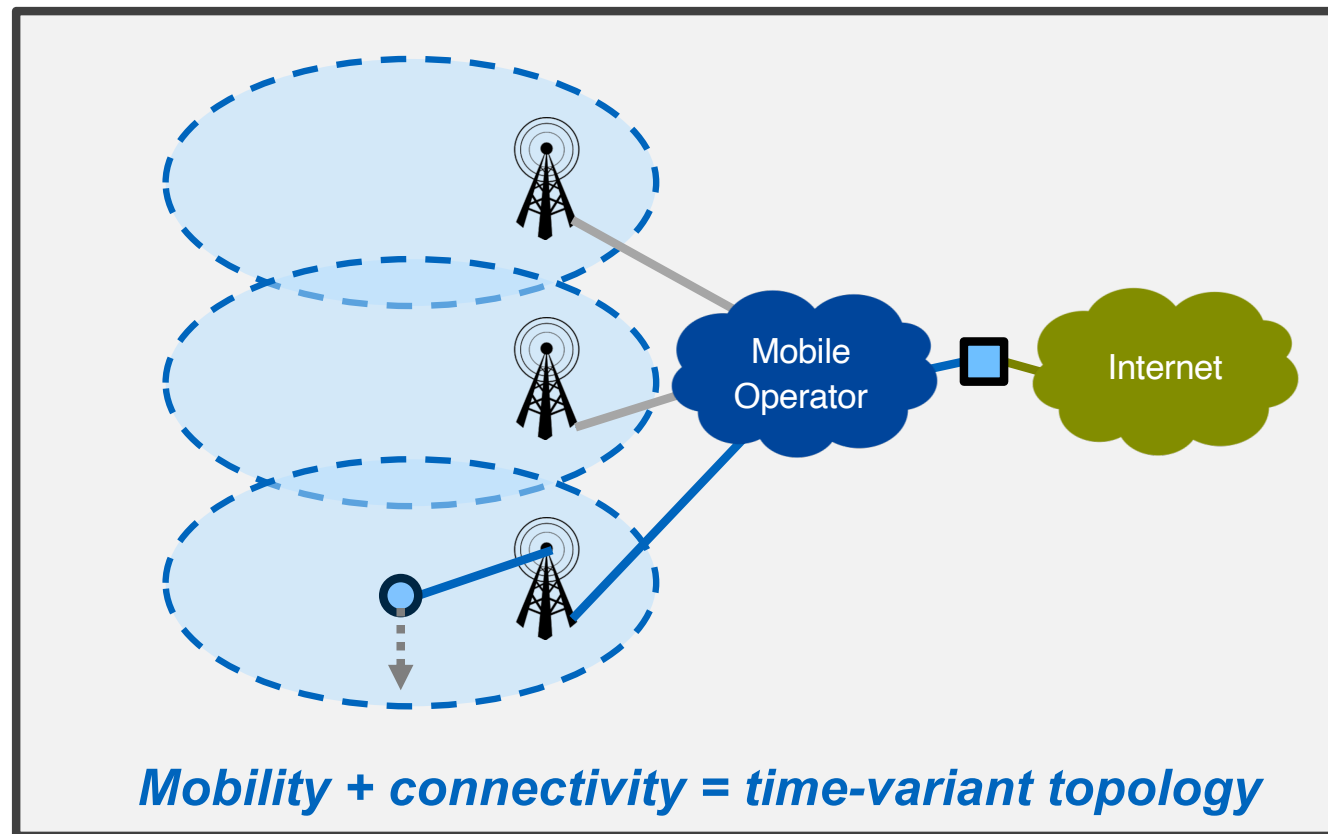 Mobile
Operator
Internet
Mobility + connectivity = time-variant topology